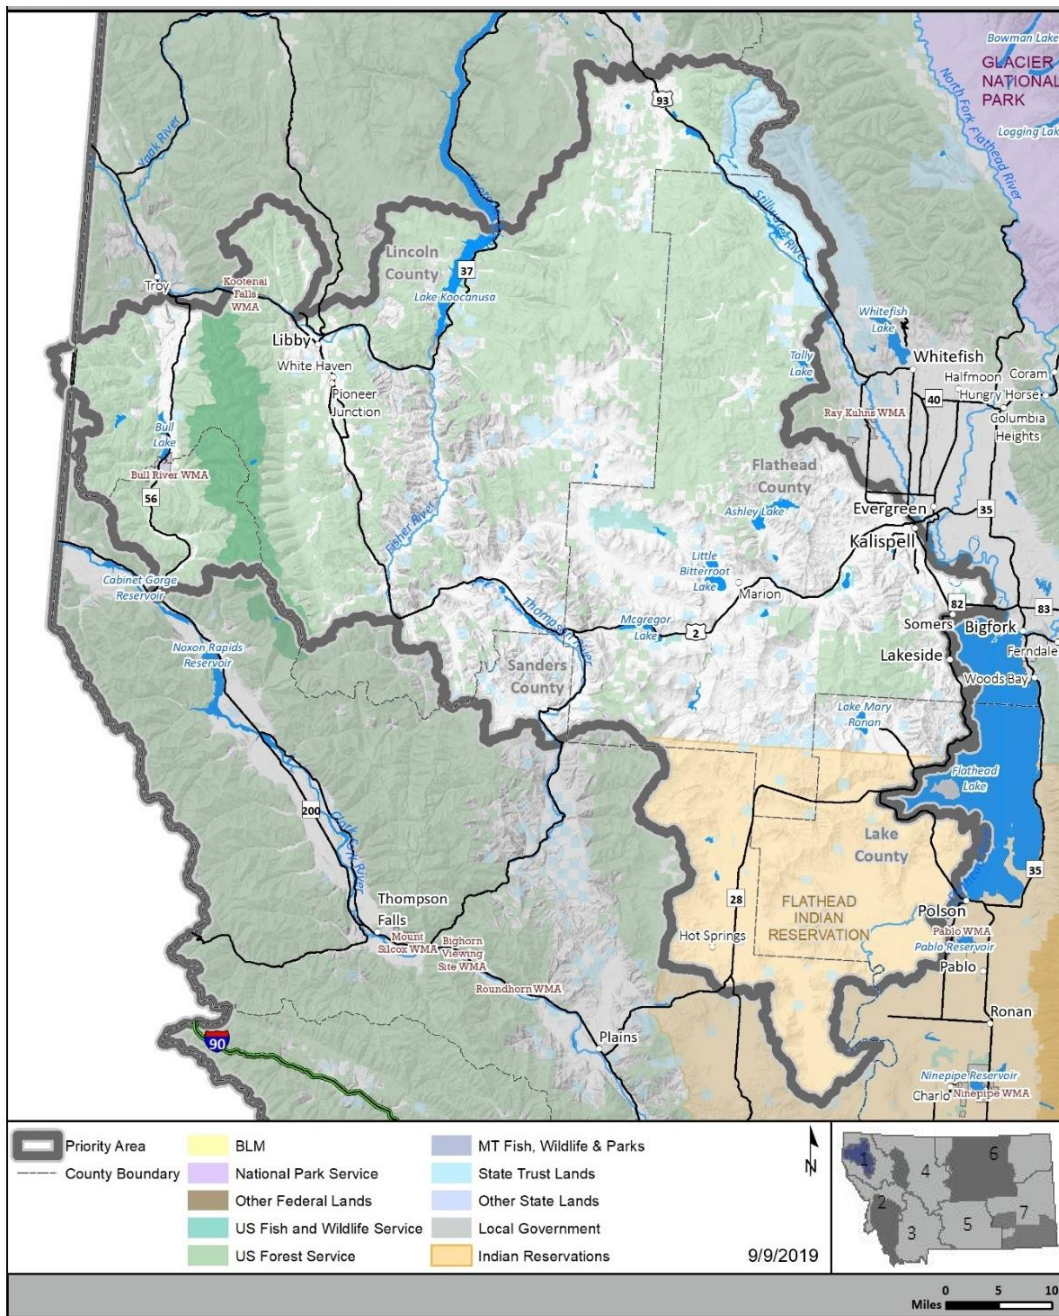 Bowman Lake
GLACIER
NATIONAL
PARK
North Fork Flathead River
Logging Lake
93
Yaak River
Stillwater River
Lincoln
County
37
Lake Koocanusa
Troy
Kootenai
Falls
WMA
Whitefish
Lake
Libby
Whitefish
White Haven
Tally
Lake
Halfmoon
Coram
Hungry Horse
Pioneer
Junction
40
Ray Kuhns WMA
Columbia
Heights
Bull
Lake
Bull River WMA
Flathead
County
56
Ashley Lake
Evergreen
35
Fisher River
Kalispell
Cabinet Gorge
Reservoir
Little
Bitterroot
Lake
Marion
82
83
Thompson River
Mcgregor
Lake
2
Somers
Bigfork
Noxon Rapids
Reservoir
Sanders
County
Lakeside
Ferndale
Woods Bay
Lake Mary
Ronan
Flathead
Lake
200
Clark Fork River
Lake
County
35
Thompson
Falls
28
FLATHEAD
INDIAN
RESERVATION
Polson
Mount
Silcox WMA
Bighorn
Viewing
Site WMA
Hot Springs
Pablo WMA
Pablo Reservoir
Roundhorn WMA
Pablo
Plains
Ronan
90
Ninepipe Reservoir
Charlo
Ninepipe WMA
Priority Area
County Boundary
BLM
National Park Service
Other Federal Lands
US Fish and Wildlife Service
US Forest Service
MT Fish, Wildlife & Parks
State Trust Lands
Other State Lands
Local Government
Indian Reservations
N
9/9/2019
1
2
3
4
5
6
7
0 5 10
Miles